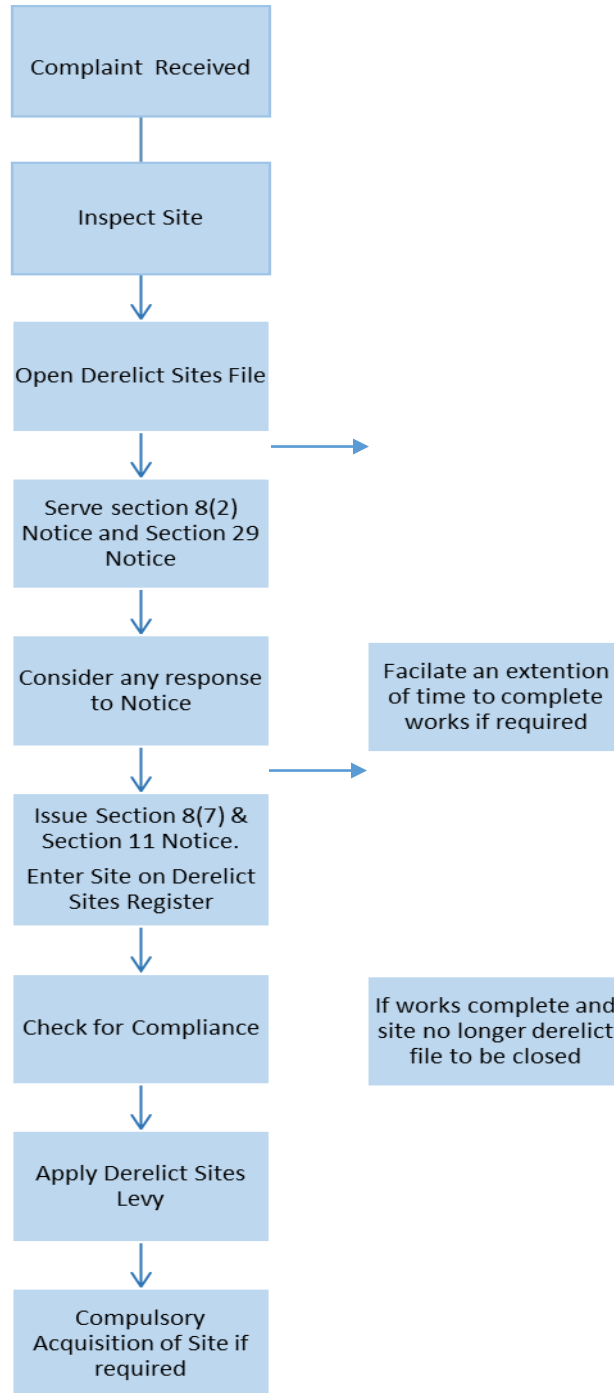 Complaint Received
Inspect Site
Open Derelict Sites File
Serve section 8(2)
Notice and Section 29
Notice
Consider any response
to Notice
Facilate an extention
of time to complete
works if required
Issue Section 8(7) &
Section 11 Notice.
Enter Site on Derelict
Sites Register
Check for Compliance
If works complete and
site no longer derelict
file to be closed
Apply Derelict Sites
Levy
Compulsory
Acquisition of Site if
required